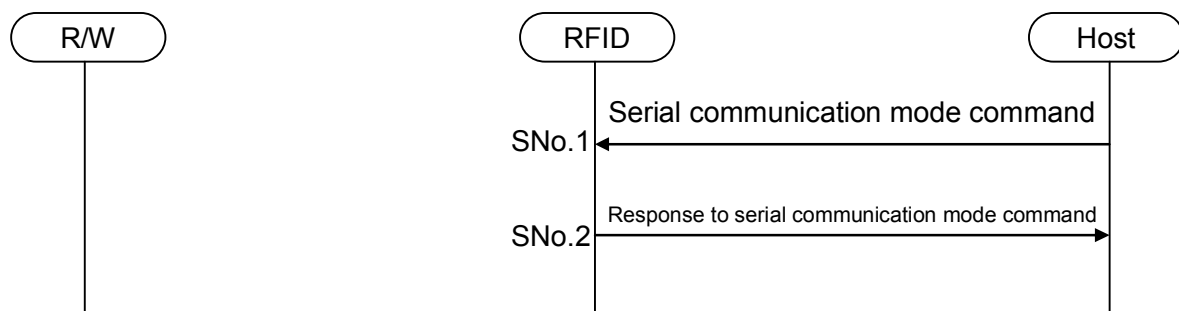 R/W
RFID
Host
Serial communication mode command
SNo.1
Response to serial communication mode command
SNo.2